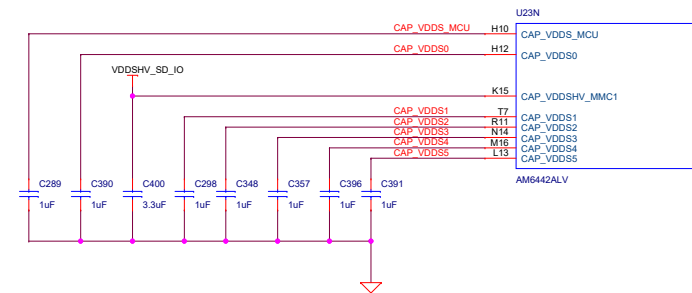 U23N
CAP_VDDS_MCU H10 CAP_VDDS_MCU
CAP_VDDS0 H12 CAP_VDDS0
VDDSHV_SD_IO
K15 CAP_VDDSHV_MMC1
CAP_VDDS1 T7 CAP_VDDS1
CAP_VDDS2 R11 CAP_VDDS2
CAP_VDDS3 N14 CAP_VDDS3
CAP_VDDS4 M16 CAP_VDDS4
CAP_VDDS5 L13 CAP_VDDS5
AM6442ALV
C289 C390 C400 C298 C348 C357 C396 C391
1uF 1uF 3.3uF 1uF 1uF 1uF 1uF 1uF